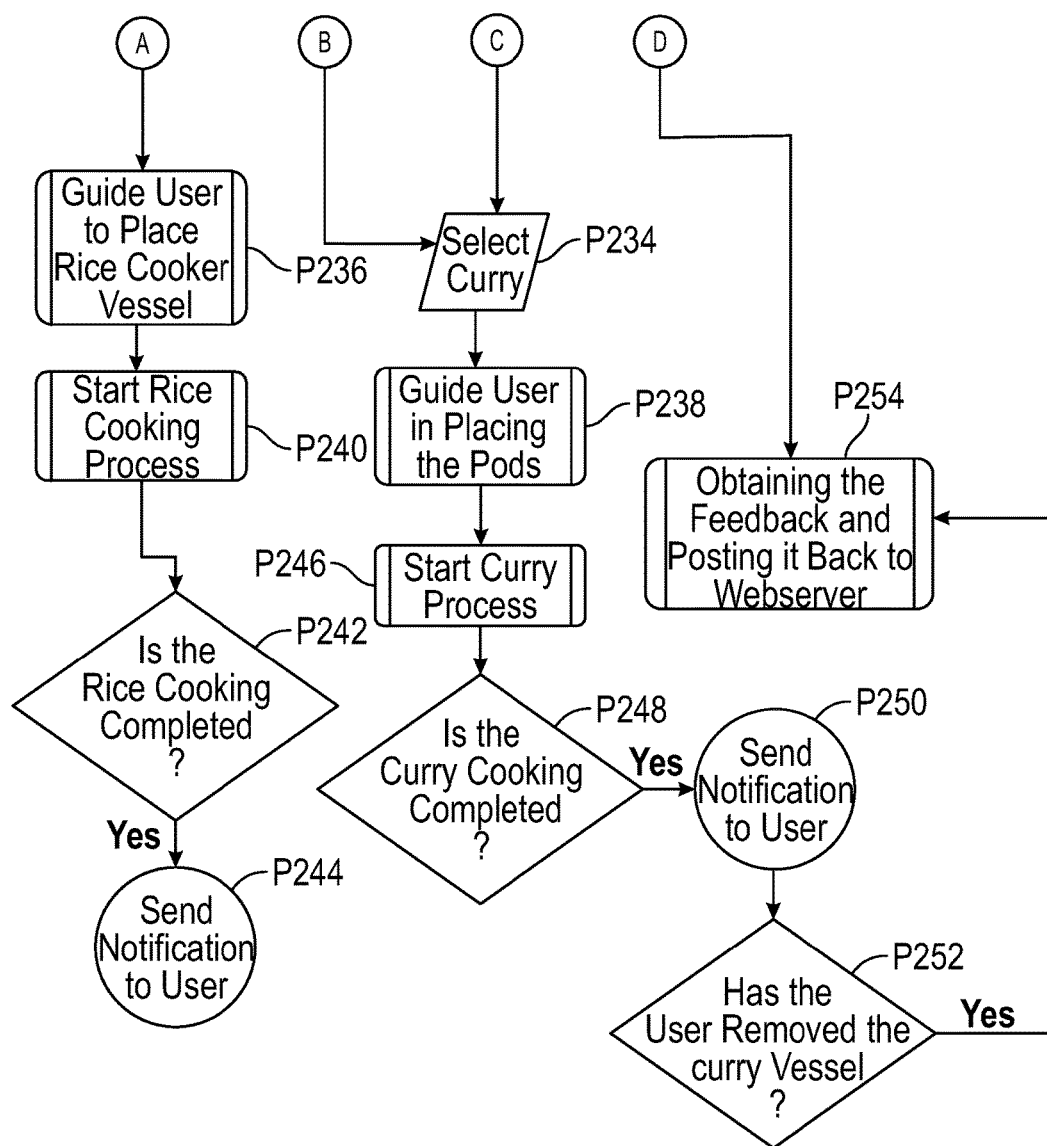 A
B
C
D
Guide User
to Place
Rice Cooker
Vessel
P236
Select
Curry
P234
Start Rice
Cooking
Process
P240
Guide User
in Placing
the Pods
P238
P254
Obtaining the
Feedback and
Posting it Back to
Webserver
P246
Start Curry
Process
P242
Is the
Rice Cooking
Completed
?
Yes
P248
Is the
Curry Cooking
Completed
?
Yes
P250
Send
Notification
to User
P244
Send
Notification
to User
P252
Has the
User Removed the
curry Vessel
?
Yes